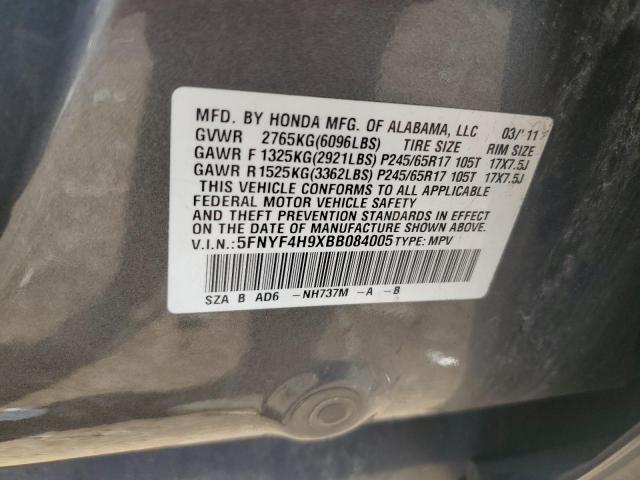 MFD. BY HONDA MFG. OF ALABAMA, LLC 03/'11
GVWR 2765KG(6096LBS) TIRE SIZE RIM SIZE
GAWR F 1325KG(2921LBS) P245/65R17 105T 17X7.5J
GAWR R 1525KG(3362LBS) P245/65R17 105T 17X7.5J
THIS VEHICLE CONFORMS TO ALL APPLICABLE
FEDERAL MOTOR VEHICLE SAFETY
AND THEFT PREVENTION STANDARDS IN EFFECT
ON THE DATE OF MANUFACTURE SHOWN ABOVE.
V.I.N.:5FNYF4H9XBB084005 TYPE: MPV
SZA B AD6 -NH737M -A -B